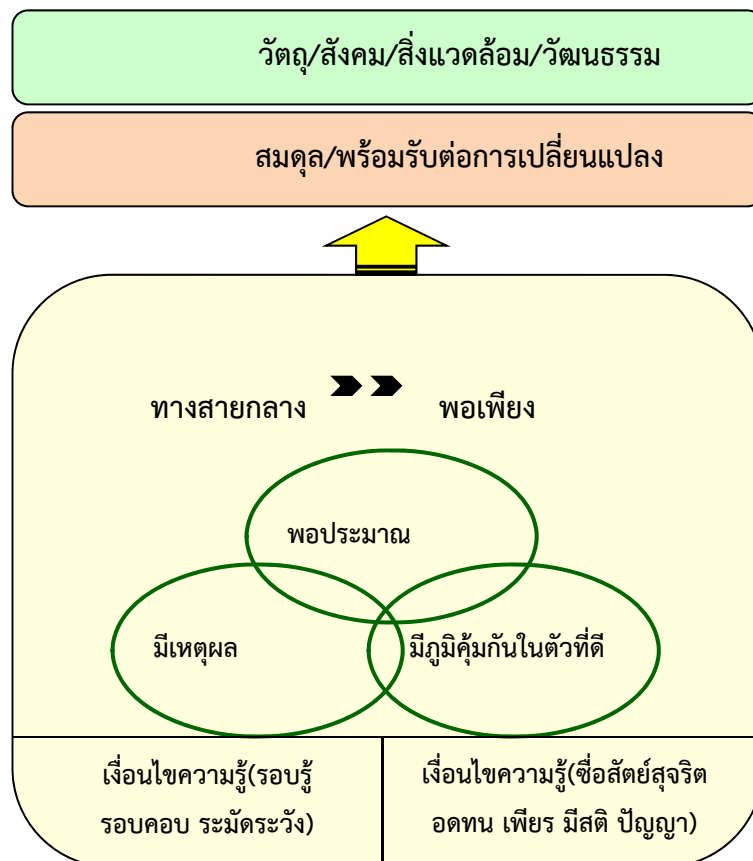 วัตถุ/สังคม/สิ่งแวดล้อม/วัฒนธรรม
สมดุล/พร้อมรับต่อการเปลี่ยนแปลง
ทางสายกลาง พอเพียง
พอประมาณ
มีเหตุผล มีภูมิคุ้มกันในตัวที่ดี
เงื่อนไขความรู้(รอบรู้
รอบคอบ ระมัดระวัง)
เงื่อนไขความรู้(ซื่อสัตย์สุจริต
อดทน เพียร มีสติ ปัญญา)